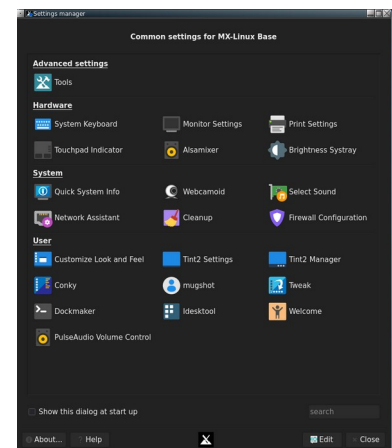 Settings manager
Common settings for MX-Linux Base
Advanced settings
Tools
Hardware
System Keyboard Monitor Settings Print Settings
Touchpad Indicator Alsamixer Brightness Systray
System
Quick System Info Webcamoid Select Sound
Network Assistant Cleanup Firewall Configuration
User
Customize Look and Feel Tint2 Settings Tint2 Manager
Conky mugshot Tweak
Dockmaker Idesktool Welcome
PulseAudio Volume Control
Show this dialog at start up search
About... Help Edit Close